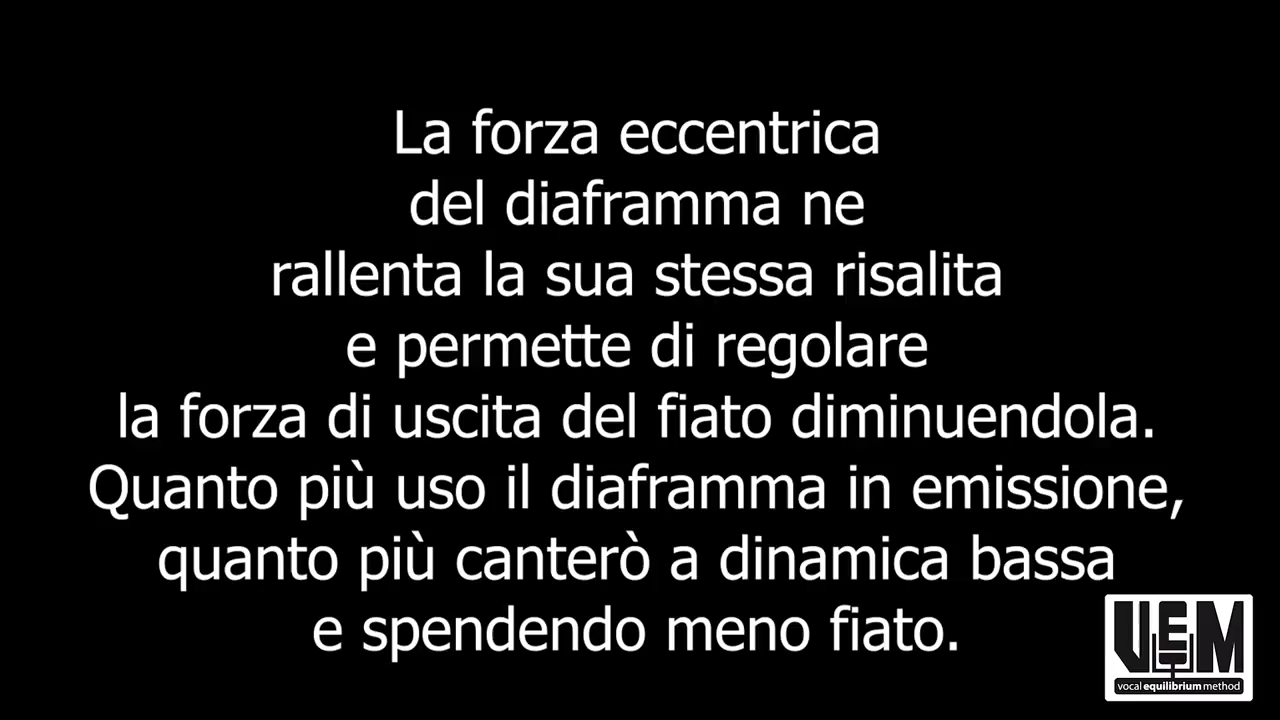 La forza eccentrica
del diaframma ne
rallenta la sua stessa risalita
e permette di regolare
la forza di uscita del fiato diminuendola.
Quanto più uso il diaframma in emissione,
quanto più canterò a dinamica bassa
e spendendo meno fiato.
VEM
vocal equilibrium method